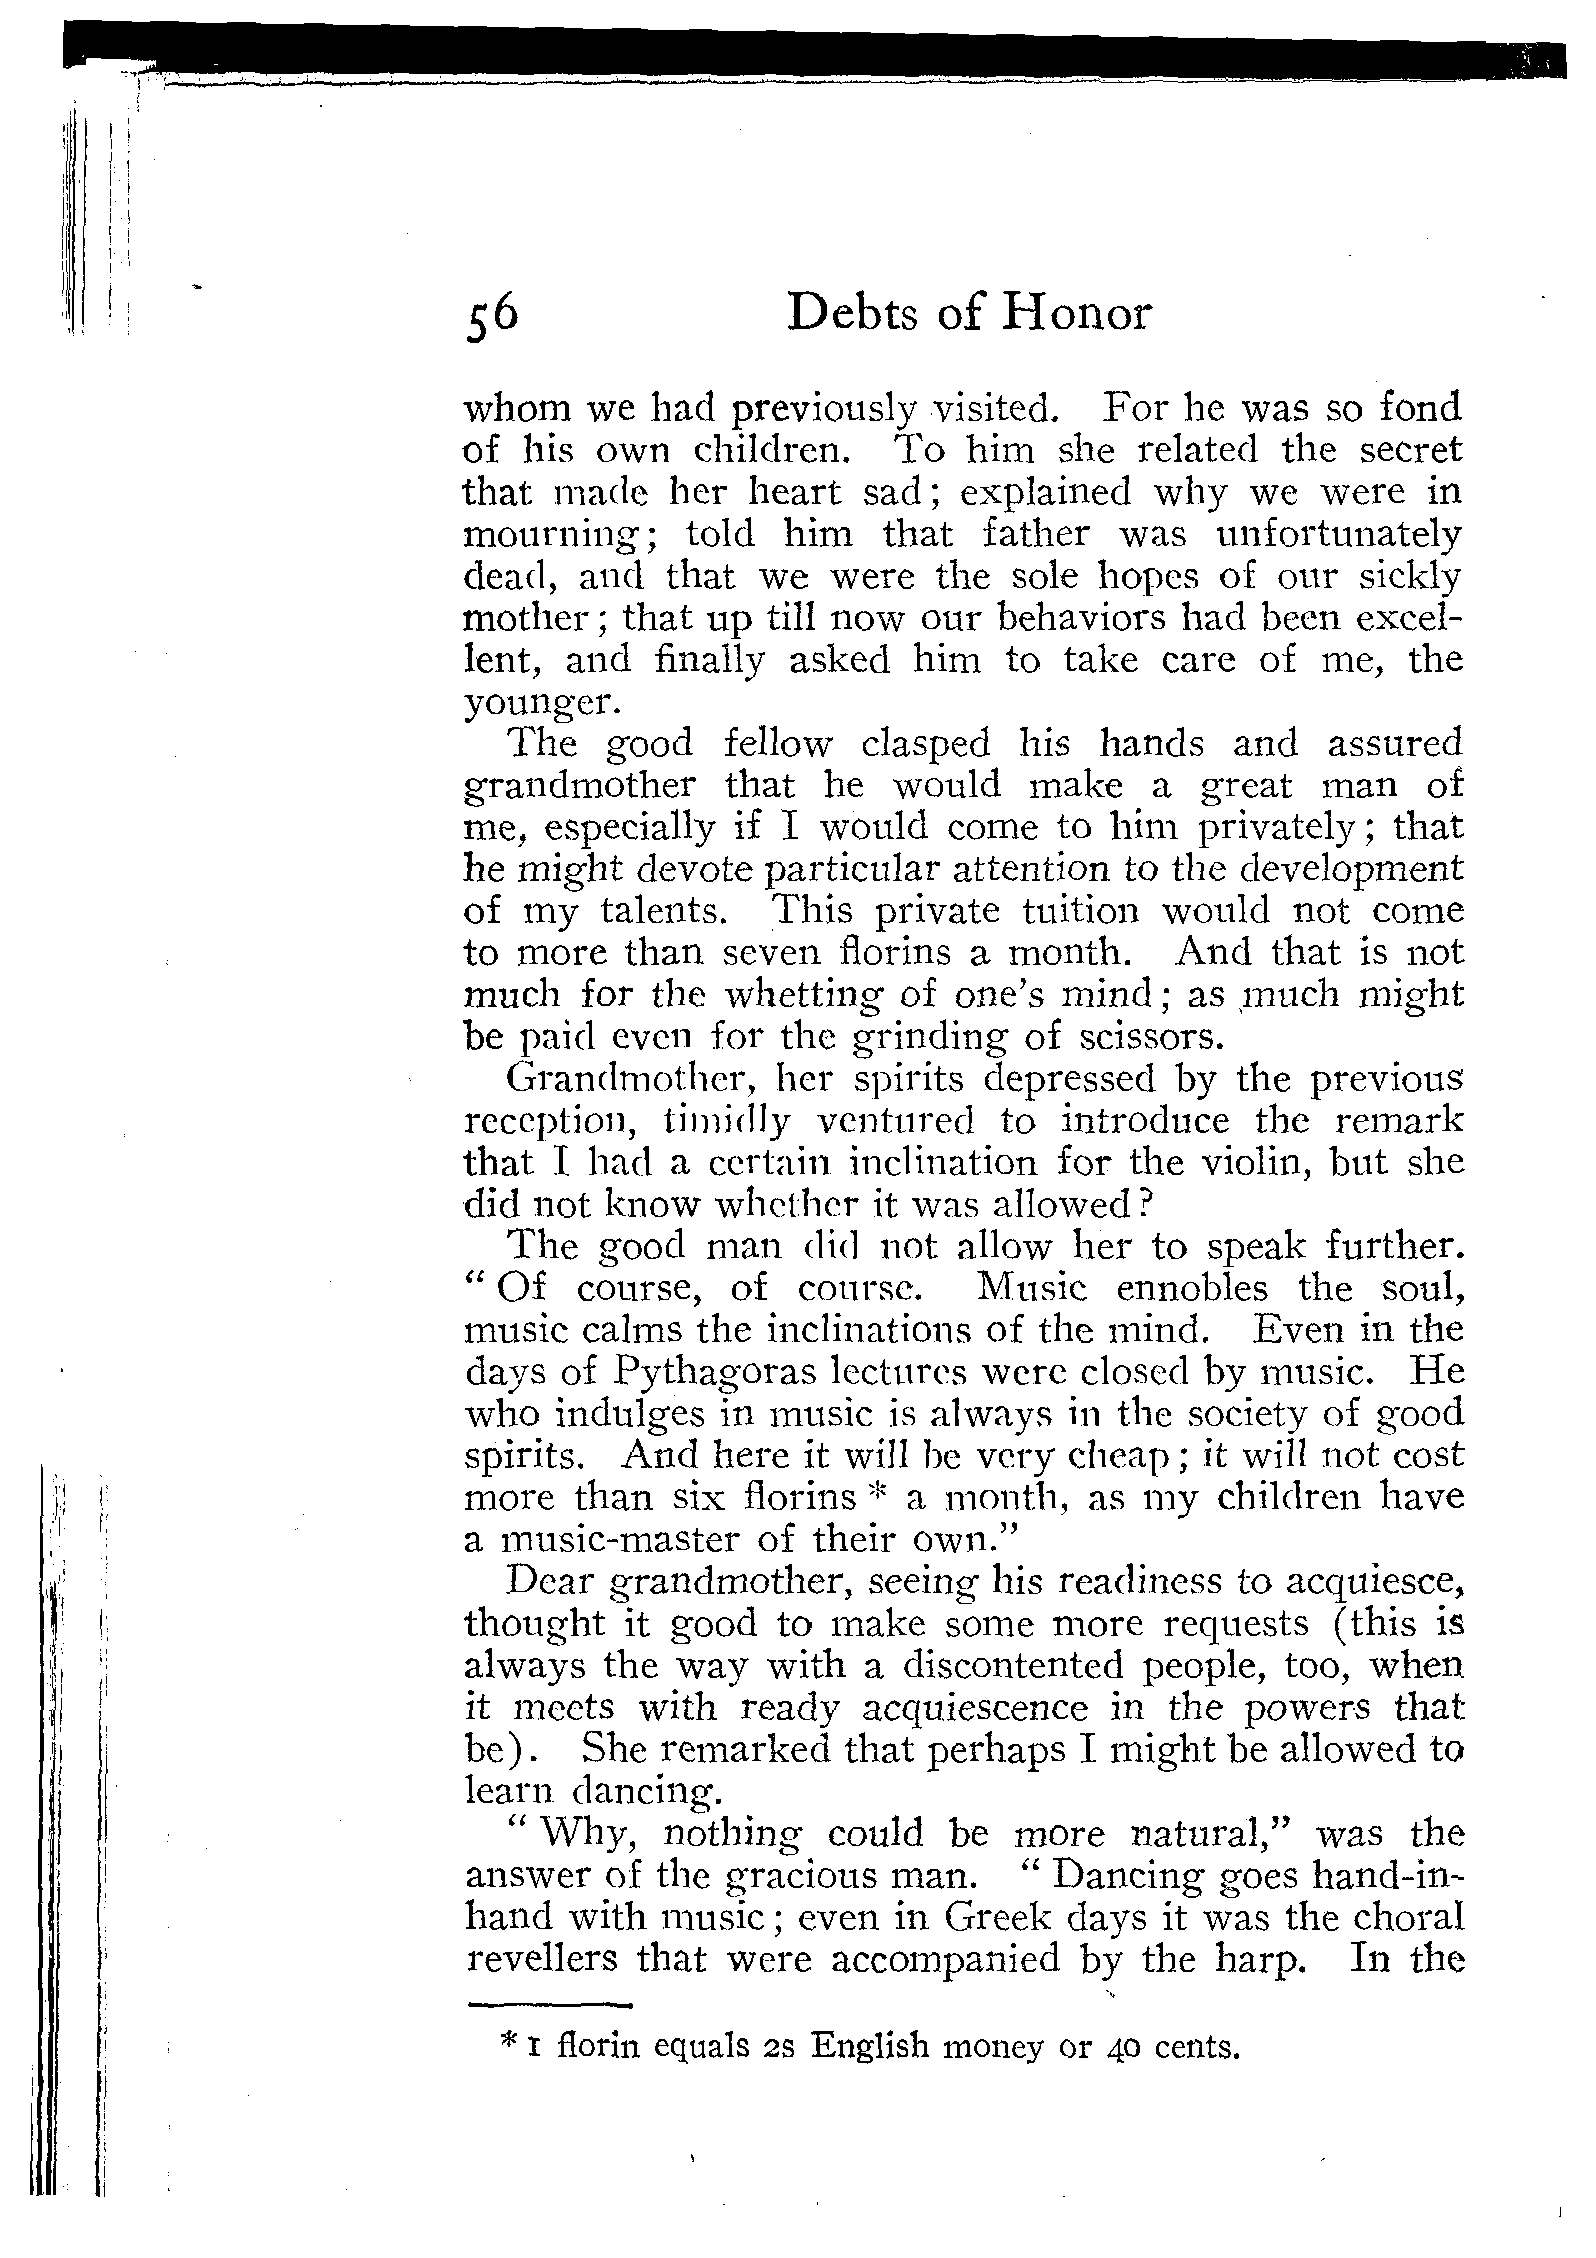 56 Debts of Honor
whom we had previously visited. For he was so fond
of his own children. To him she related the secret
that made her heart sad; explained why we were in
mourning; told him that father was unfortunately
dead, and that we were the sole hopes of our sickly
mother; that up till now our behaviors had been excel-
lent, and finally asked him to take care of me, the
younger.
The good fellow clasped his hands and assured
grandmother that he would make a great man of
me, especially if I would come to him privately; that
he might devote particular attention to the development
of my talents. This private tuition would not come
to more than seven florins a month. And that is not
much for the whetting of one's mind; as much might
be paid even for the grinding of scissors.
Grandmother, her spirits depressed by the previous
reception, timidly ventured to introduce the remark
that I had a certain inclination for the violin, but she
did not know whether it was allowed?
The good man did not allow her to speak further.
"Of course, of course. Music ennobles the soul,
music calms the inclinations of the mind. Even in the
days of Pythagoras lectures were closed by music. He
who indulges in music is always in the society of good
spirits. And here it will be very cheap; it will not cost
more than six florins * a month, as my children have
a music-master of their own."
Dear grandmother, seeing his readiness to acquiesce,
thought it good to make some more requests (this is
always the way with a discontented people, too, when
it meets with ready acquiescence in the powers that
be). She remarked that perhaps I might be allowed to
learn dancing.
"Why, nothing could be more natural," was the
answer of the gracious man. "Dancing goes hand-in-
hand with music; even in Greek days it was the choral
revellers that were accompanied by the harp. In the
* 1 florin equals 2s English money or 40 cents.